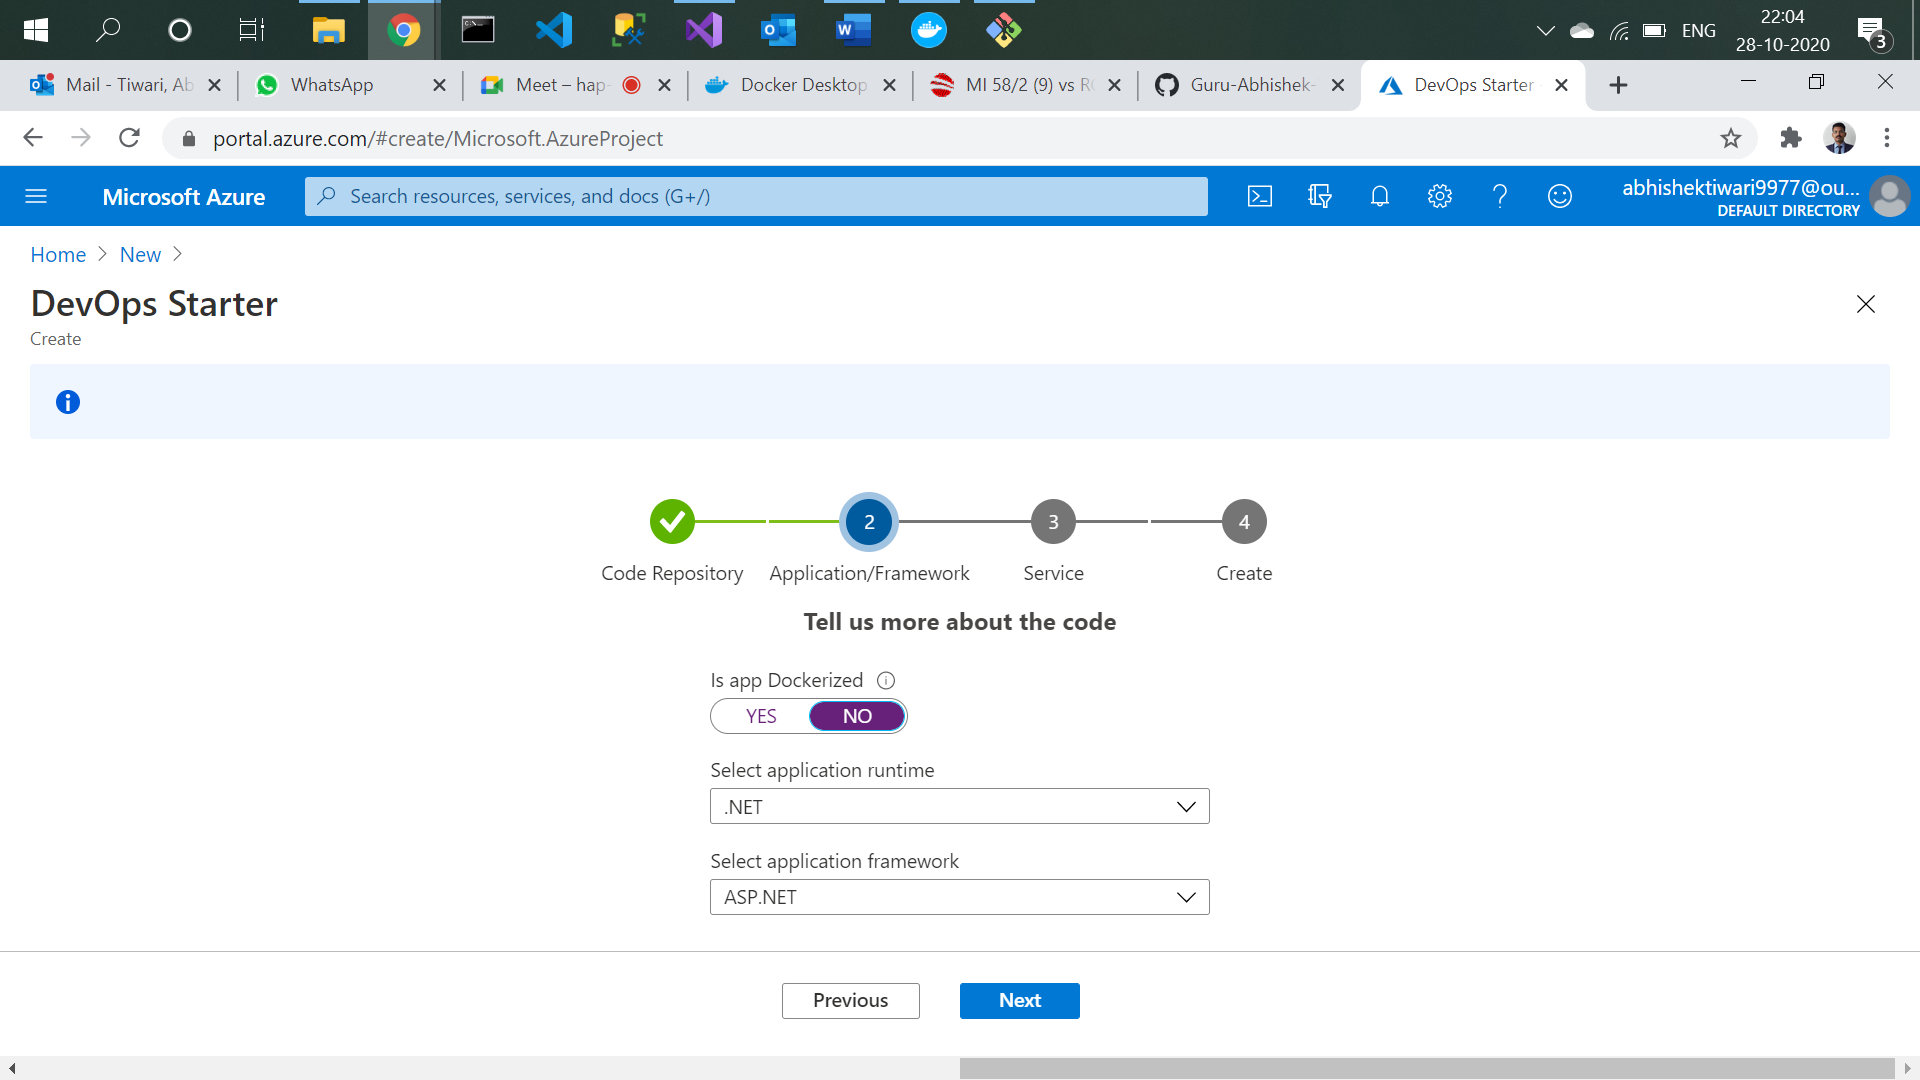 ENG
22:04
28-10-2020
3
Mail - Tiwari, Ab
WhatsApp
Meet – hap-
Docker Desktop
MI 58/2 (9) vs RC
Guru-Abhishek-
DevOps Starter
portal.azure.com/#create/Microsoft.AzureProject
Microsoft Azure
Search resources, services, and docs (G+/)
abhishektiwari9977@ou...
DEFAULT DIRECTORY
Home
New
DevOps Starter
Create
2
3
4
Code Repository
Application/Framework
Service
Create
Tell us more about the code
Is app Dockerized
YES
NO
Select application runtime
.NET
Select application framework
ASP.NET
Previous
Next